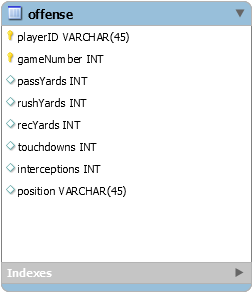 offense
playerID VARCHAR(45)
gameNumber INT
passYards INT
rushYards INT
recYards INT
touchdowns INT
interceptions INT
position VARCHAR(45)
Indexes